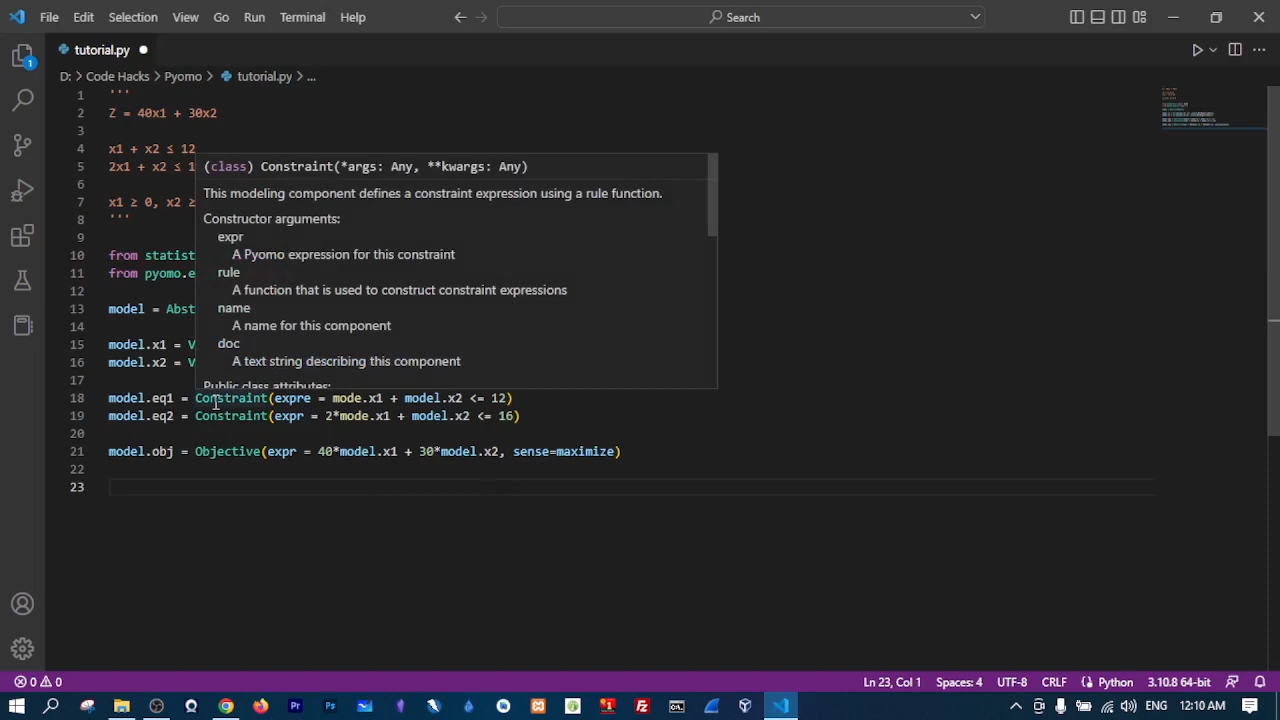 File Edit Selection View Go Run Terminal Help
Search
tutorial.py
D: > Code Hacks > Pyomo > tutorial.py > ...
1 '''
2 Z = 40x1 + 30x2
3
4 x1 + x2 ≤ 12
5 2x1 + x2 ≤ 1
6
7 x1 ≥ 0, x2 ≥
8 '''
9
10 from statist
11 from pyomo.e
12
13 model = Abst
14
15 model.x1 = V
16 model.x2 = V
17
18 model.eq1 = Constraint(expre = mode.x1 + model.x2 <= 12)
19 model.eq2 = Constraint(expr = 2*mode.x1 + model.x2 <= 16)
20
21 model.obj = Objective(expr = 40*model.x1 + 30*model.x2, sense=maximize)
22
23
(class) Constraint(*args: Any, **kwargs: Any)
This modeling component defines a constraint expression using a rule function.
Constructor arguments:
expr
A Pyomo expression for this constraint
rule
A function that is used to construct constraint expressions
name
A name for this component
doc
A text string describing this component
Public class attributes:
1
0 0 Ln 23, Col 1 Spaces: 4 UTF-8 CRLF Python 3.10.8 64-bit
Pr Ps ENG 12:10 AM